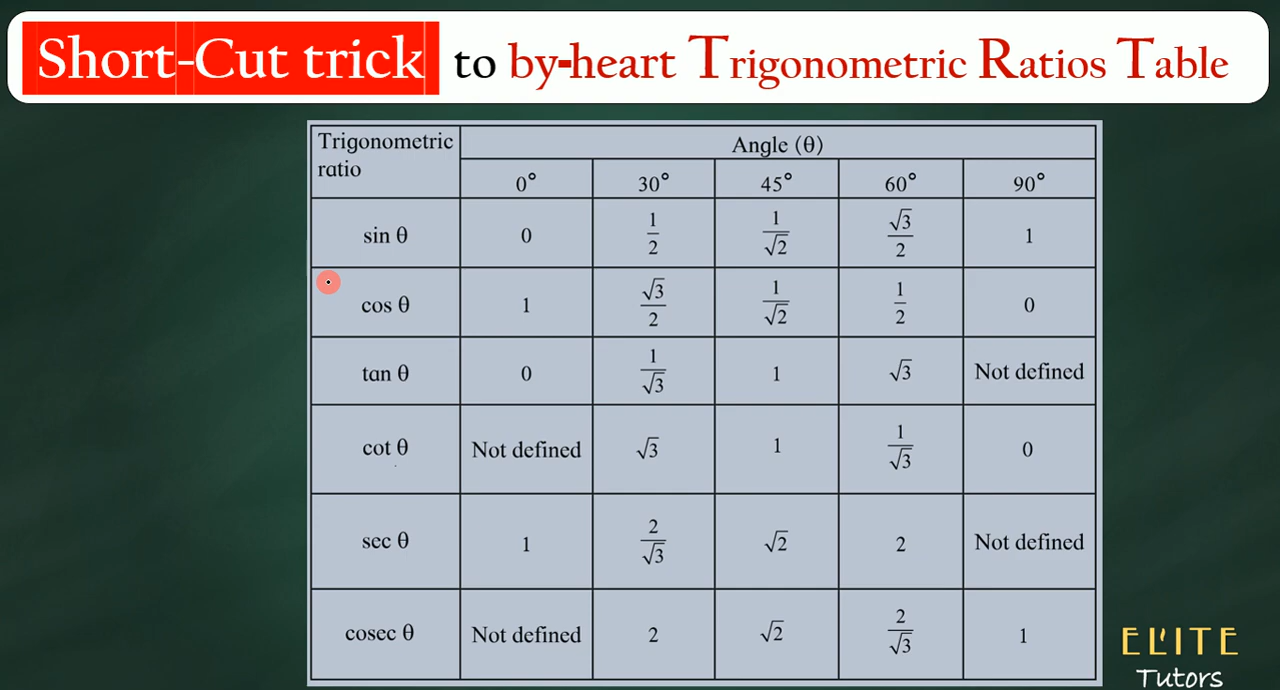 Short-Cut trick to by-heart Trigonometric Ratios Table
Trigonometric ratio Angle (θ)
0° 30° 45° 60° 90°
sin θ 0 1/2 1/√2 √3/2 1
cos θ 1 √3/2 1/√2 1/2 0
tan θ 0 1/√3 1 √3 Not defined
cot θ Not defined √3 1 1/√3 0
sec θ 1 2/√3 √2 2 Not defined
cosec θ Not defined 2 √2 2/√3 1
EL'ITE
Tutors